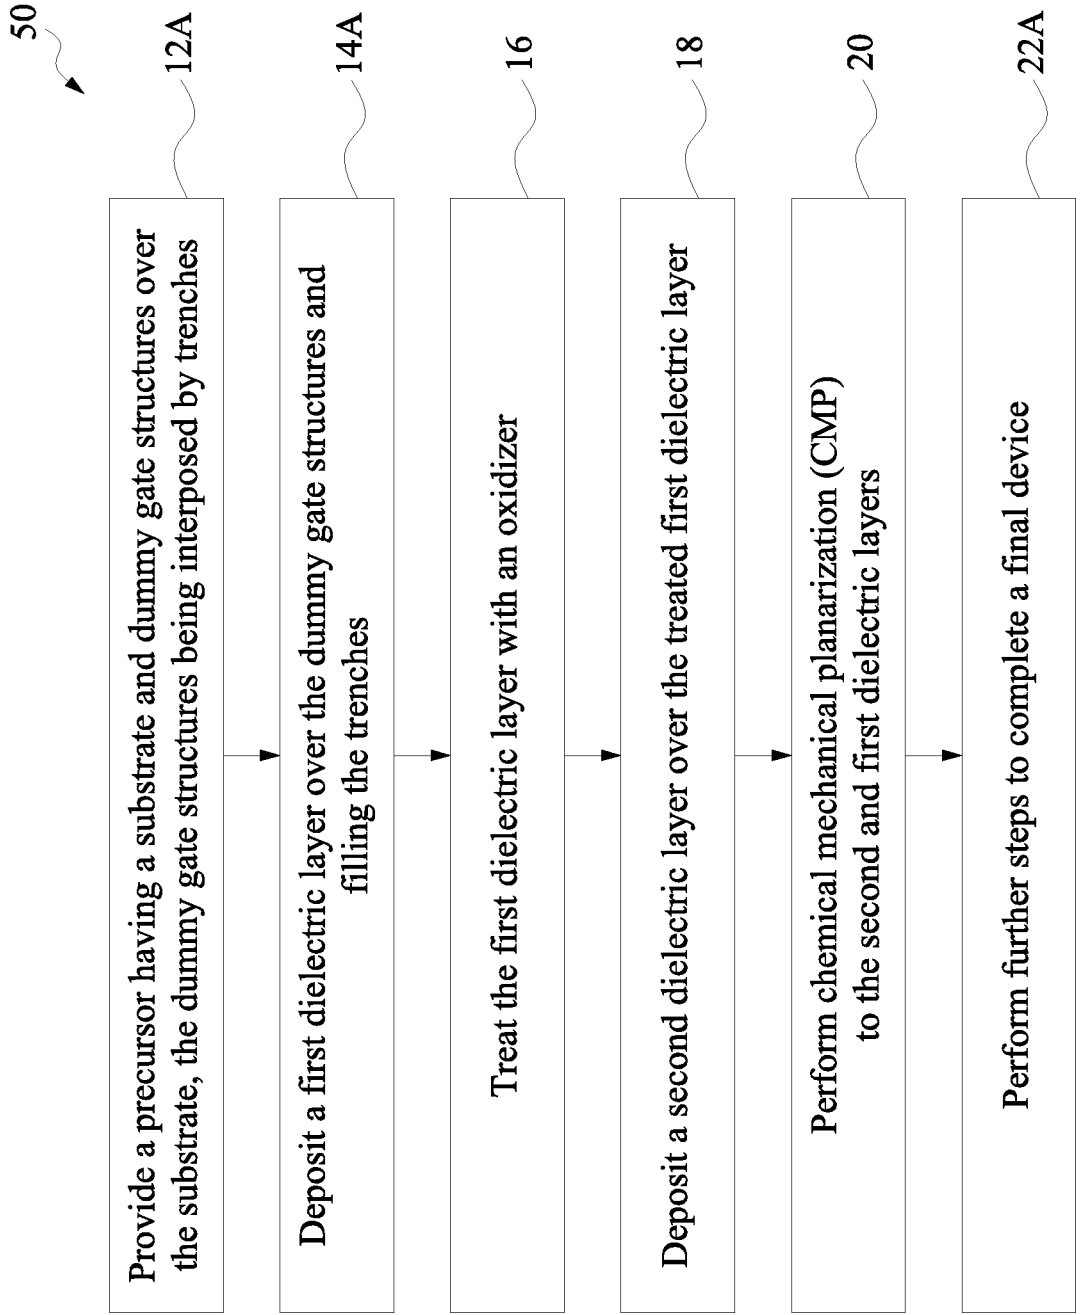 50
Provide a precursor having a substrate and dummy gate structures over
the substrate, the dummy gate structures being interposed by trenches
12A
Deposit a first dielectric layer over the dummy gate structures and
filling the trenches
14A
Treat the first dielectric layer with an oxidizer
16
Deposit a second dielectric layer over the treated first dielectric layer
18
Perform chemical mechanical planarization (CMP)
to the second and first dielectric layers
20
Perform further steps to complete a final device
22A